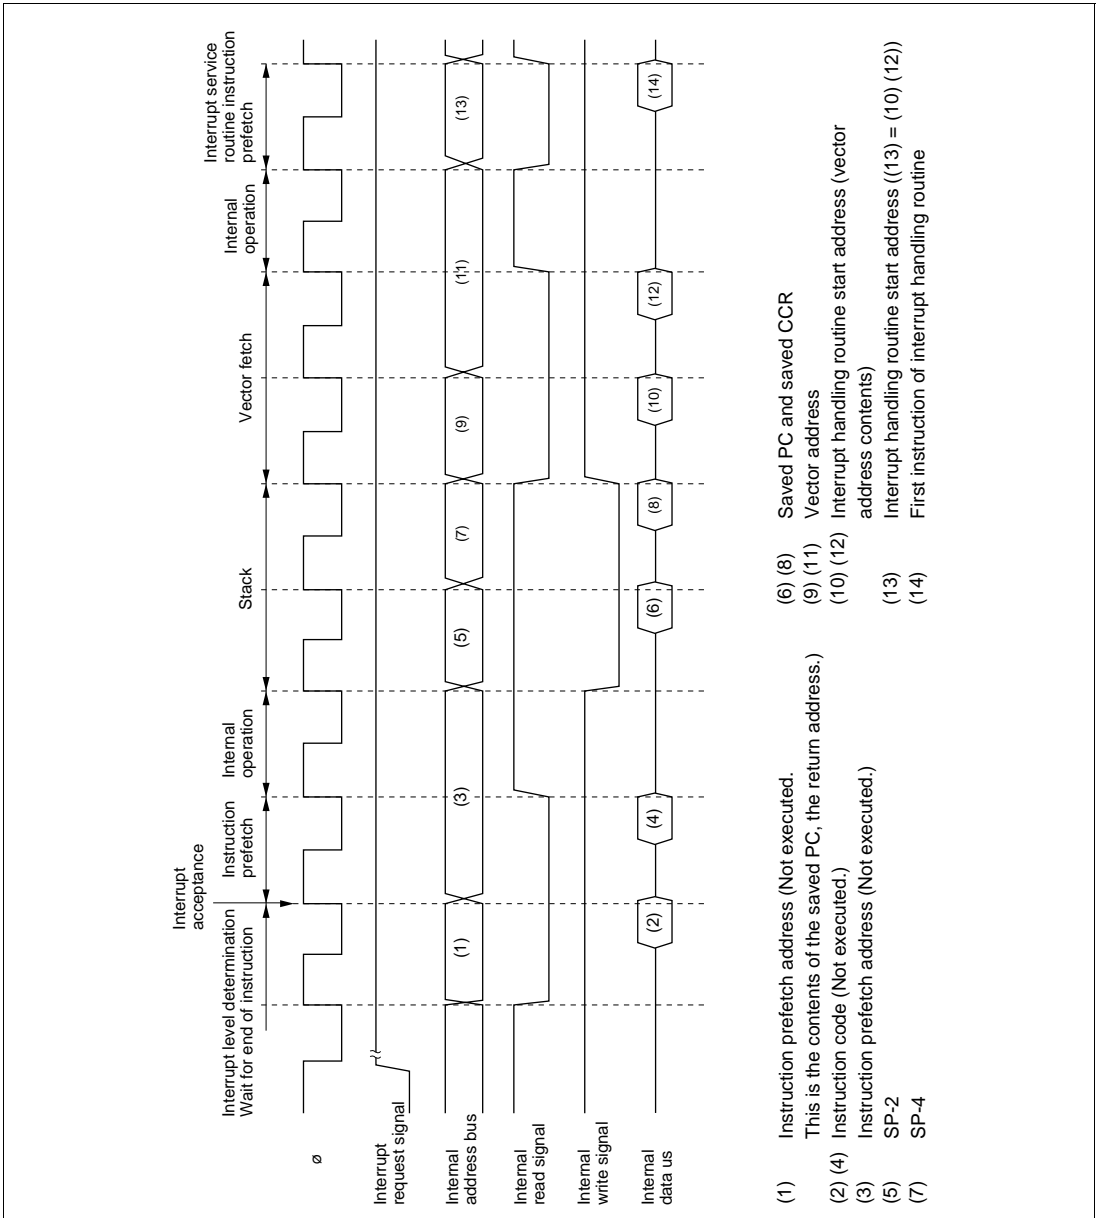 Interrupt
acceptance
Interrupt level determination
Wait for end of instruction
Instruction
prefetch
Internal
operation
Stack
Vector fetch
Internal
operation
Interrupt service
routine instruction
prefetch
ø
Interrupt
request signal
Internal
address bus
(1)
(3)
(5)
(7)
(9)
(11)
(13)
Internal
read signal
Internal
write signal
Internal
data us
(2)
(4)
(6)
(8)
(10)
(12)
(14)
(1) Instruction prefetch address (Not executed.
This is the contents of the saved PC, the return address.)
(2) (4) Instruction code (Not executed.)
(3) Instruction prefetch address (Not executed.)
(5) SP-2
(7) SP-4
(6) (8) Saved PC and saved CCR
(9) (11) Vector address
(10) (12) Interrupt handling routine start address (vector
address contents)
(13) Interrupt handling routine start address ((13) = (10) (12))
(14) First instruction of interrupt handling routine